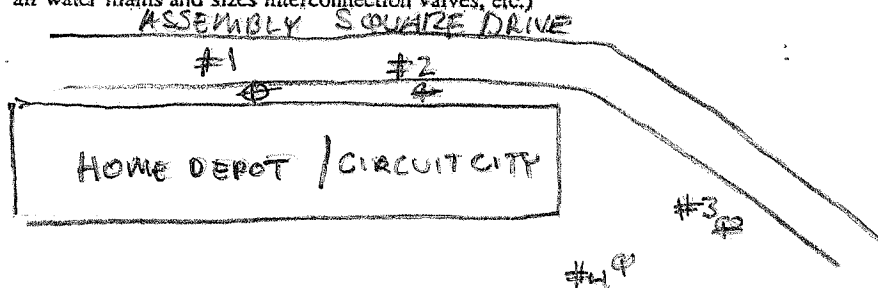 all water mains and sizes interconnection valves, etc.)
ASSEMBLY SQUARE DRIVE
#1 #2
HOME DEPOT / CIRCUIT CITY
#3
#4